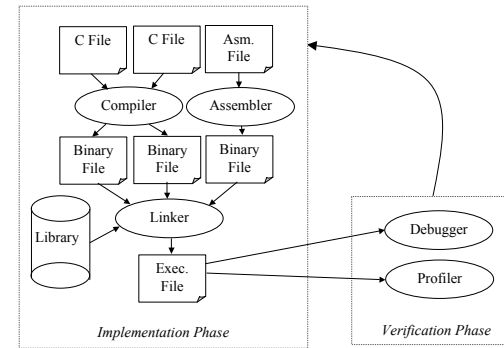 C File
C File
Asm.
File
Compiler
Assembler
Binary
File
Binary
File
Binary
File
Library
Linker
Debugger
Exec.
File
Profiler
Implementation Phase
Verification Phase